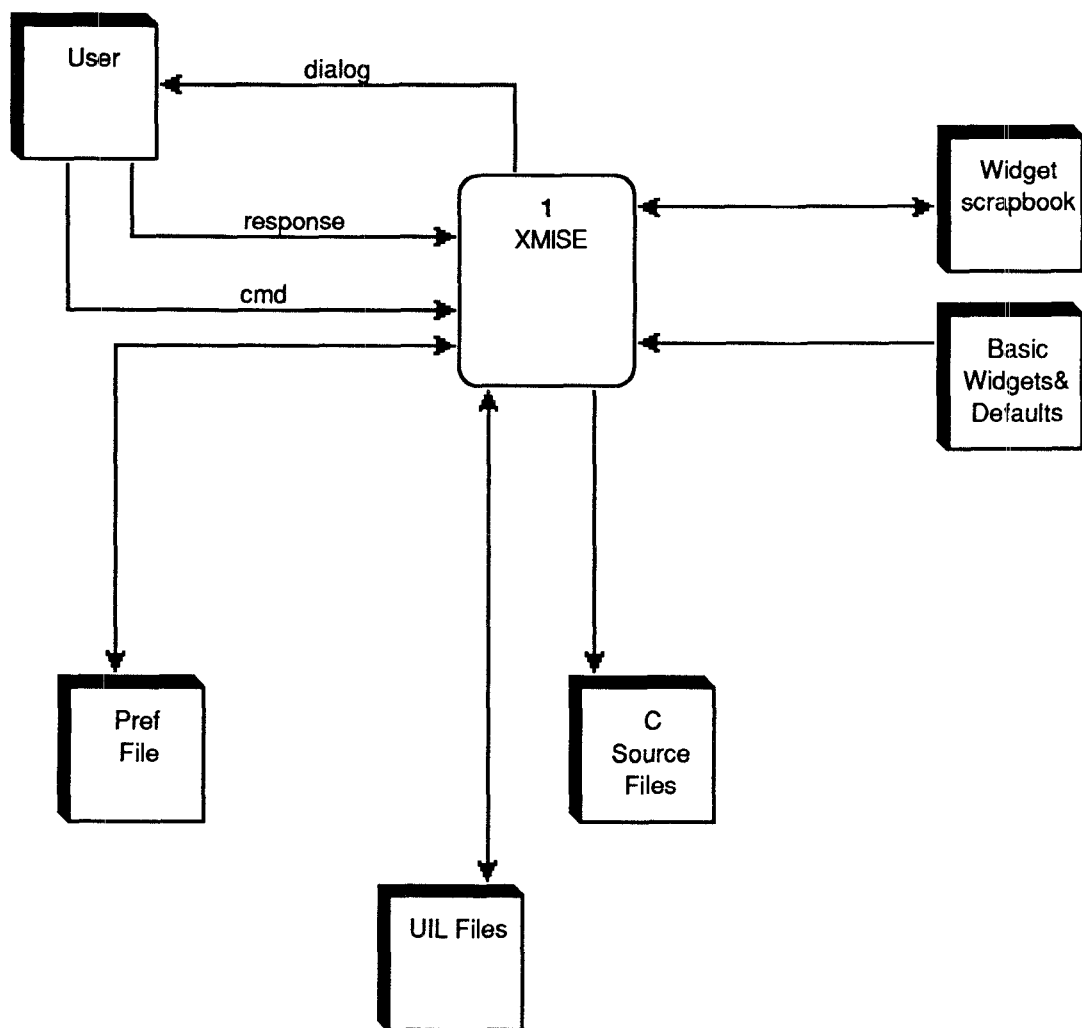 User
dialog
1
XMISE
Widget
scrapbook
response
cmd
Basic
Widgets&
Defaults
Pref
File
C
Source
Files
UIL Files